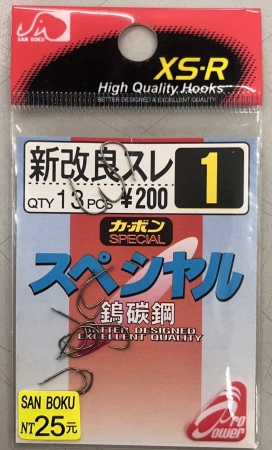 SAN BOKU
XS-R
High Quality Hooks
BETTER DESIGNED & EXCELLENT QUALITY
新改良スレ
1
QTY 13 PCS ¥200
カーボン
SPECIAL
スペシャル
鎢碳鋼
BETTER DESIGNED
EXCELLENT QUALITY
SAN BOKU
NT25元
Pro Power